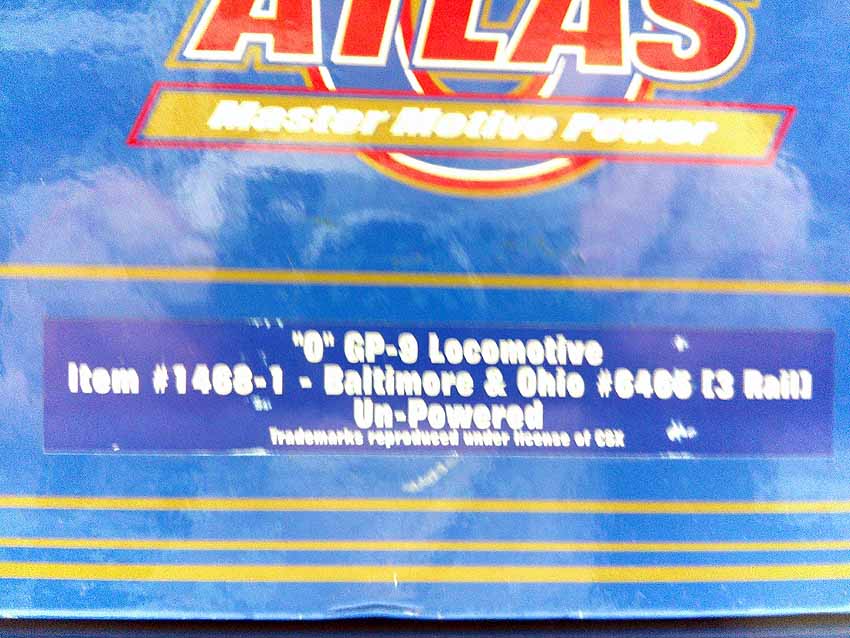 ATLAS
Master Motive Power
"O" GP-9 Locomotive
Item #1468-1 - Baltimore & Ohio #6465 (3 Rail)
Un-Powered
Trademarks reproduced under license of CSX